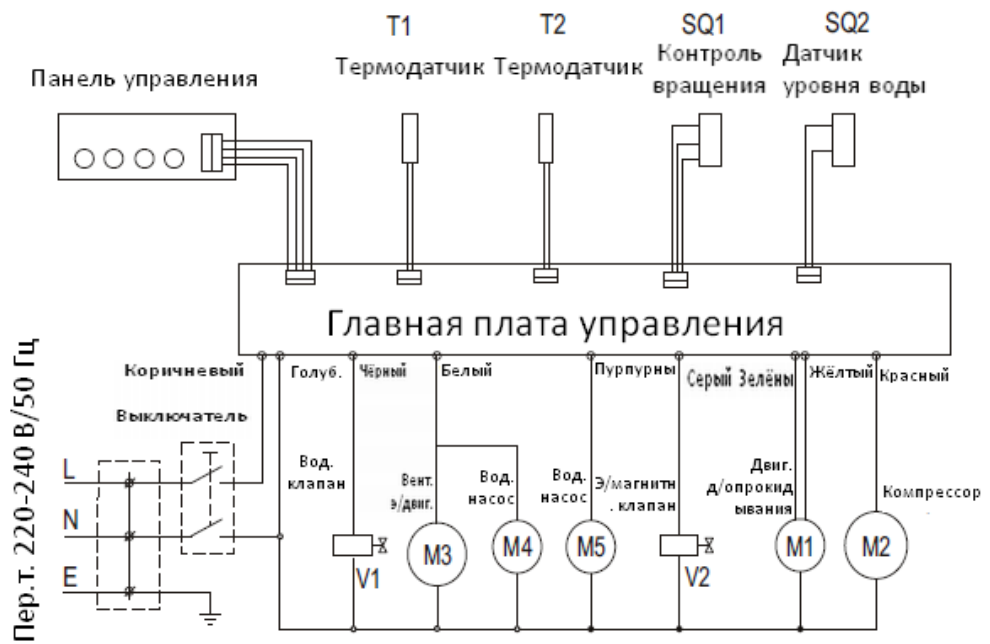 T1
T2
SQ1
SQ2
Панель управления
Термодатчик
Термодатчик
Контроль
вращения
Датчик
уровня воды
Главная плата управления
Пер.т. 220-240 В/50 Гц
Коричневый
Голуб.
Чёрный
Белый
Пурпурны
Серый
Зелёны
Жёлтый
Красный
Выключатель
L
N
E
Вод.
клапан
V1
Вент.
э/двиг.
M3
Вод.
насос
M4
Вод.
насос
M5
Э/магнитн
. клапан
V2
Двиг.
д/опрокид
ывания
M1
Компрессор
M2